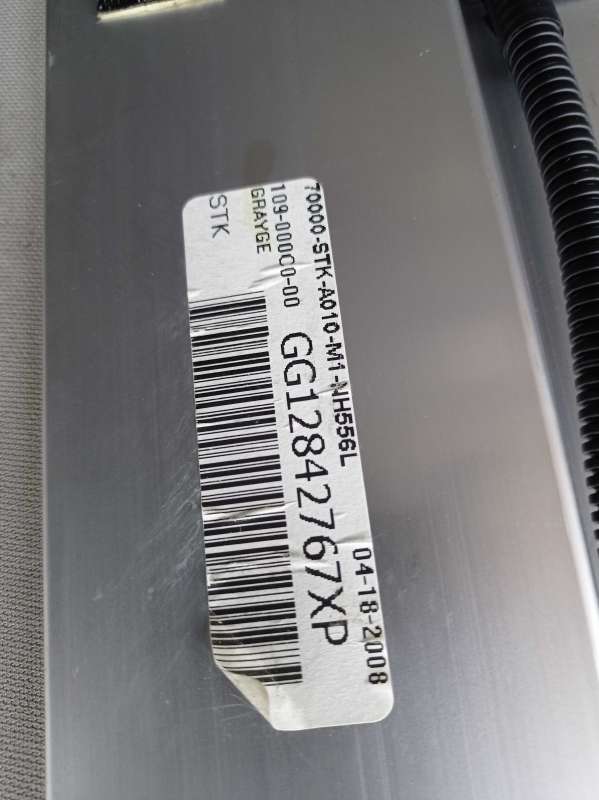 70000-STK-A010-M1-NH556L
109-000C0-00 04-18-2008
GRAYGE
GG12842767XP
STK